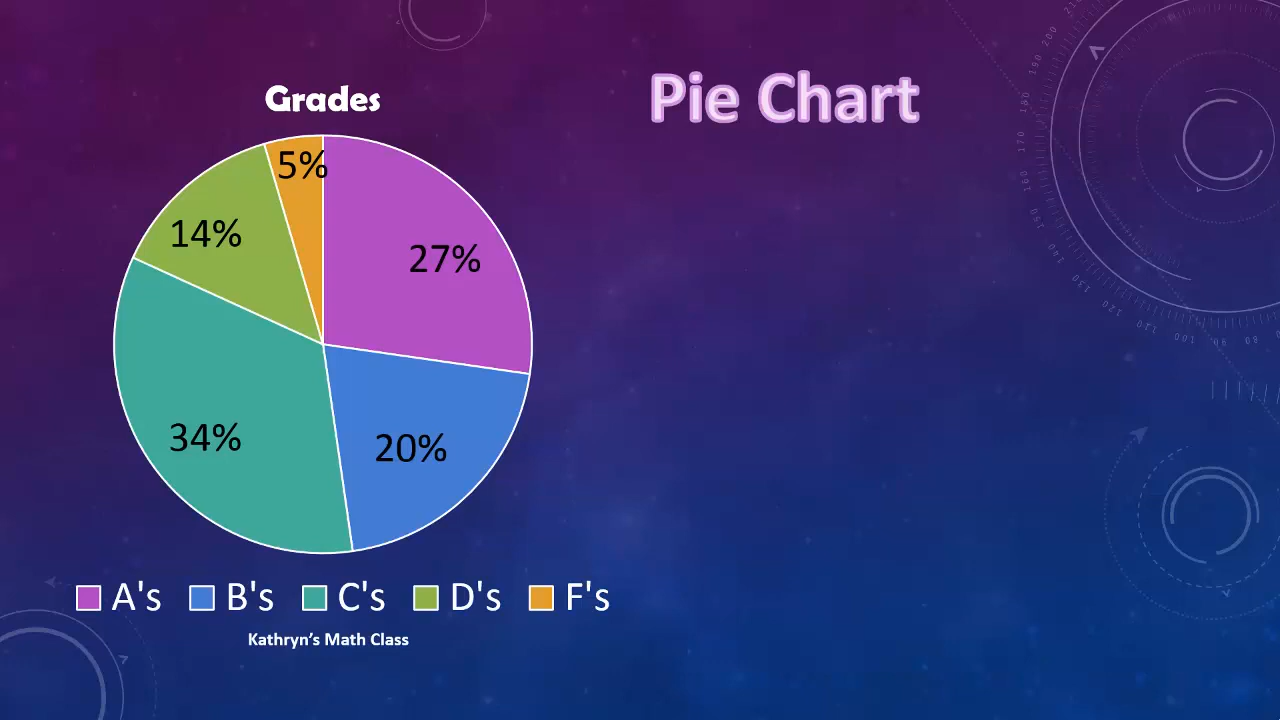 Pie Chart
Grades
5%
14%
27%
34%
20%
A's B's C's D's F's
Kathryn’s Math Class